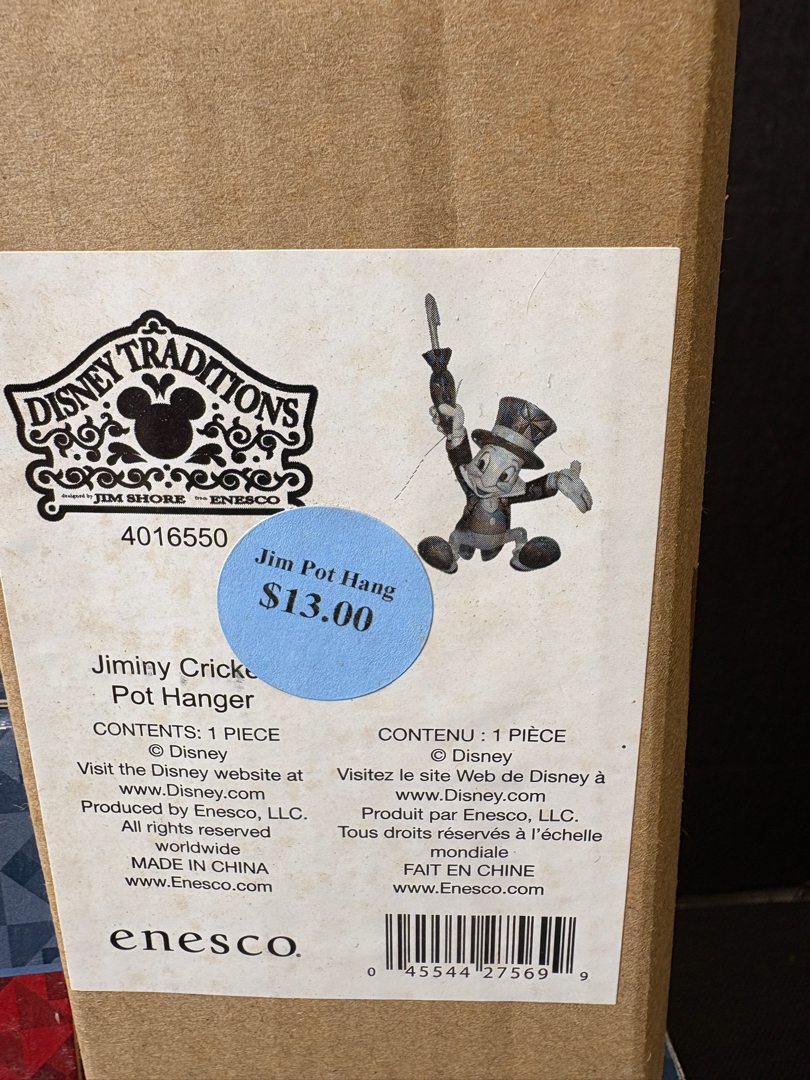 DISNEY TRADITIONS
designed by JIM SHORE from ENESCO
4016550
Jim Pot Hang
$13.00
Jiminy Cricke
Pot Hanger
CONTENTS: 1 PIECE
© Disney
Visit the Disney website at
www.Disney.com
Produced by Enesco, LLC.
All rights reserved
worldwide
MADE IN CHINA
www.Enesco.com
CONTENU : 1 PIÈCE
© Disney
Visitez le site Web de Disney à
www.Disney.com
Produit par Enesco, LLC.
Tous droits réservés à l'échelle
mondiale
FAIT EN CHINE
www.Enesco.com
enesco.
0 45544 27569 9